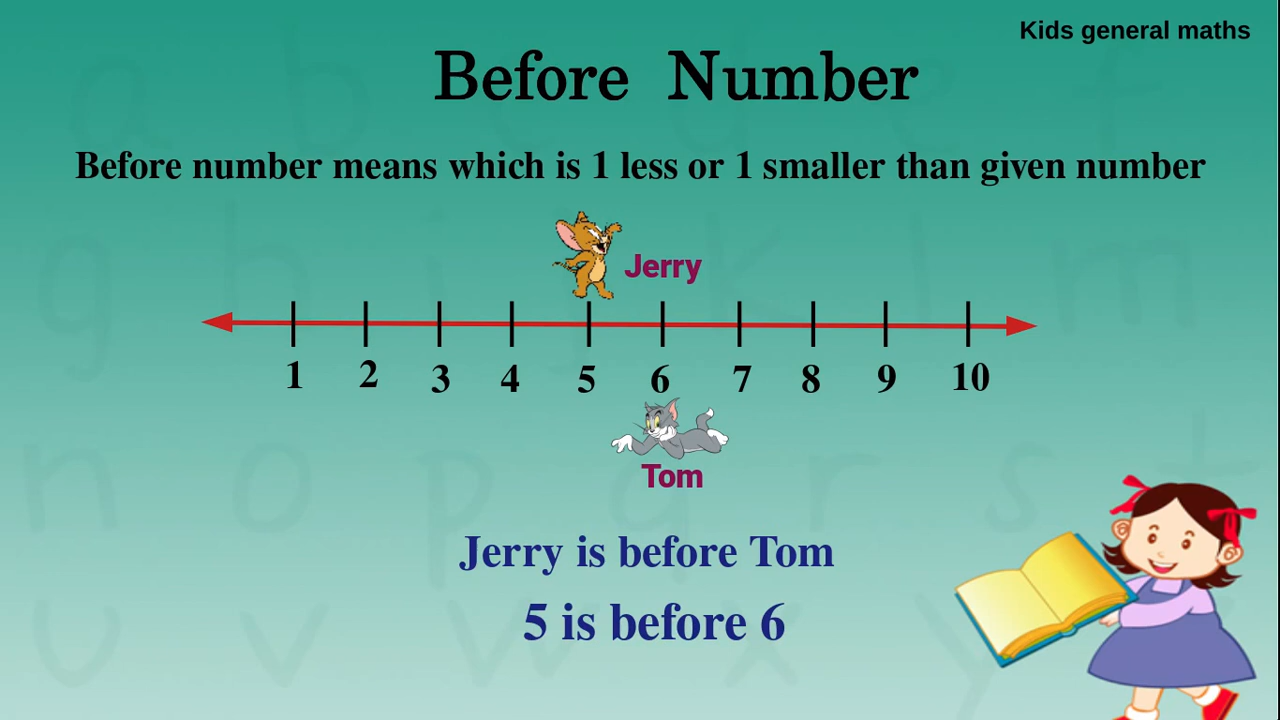 Kids general maths
Before Number
Before number means which is 1 less or 1 smaller than given number
Jerry
1 2 3 4 5 6 7 8 9 10
Tom
Jerry is before Tom
5 is before 6